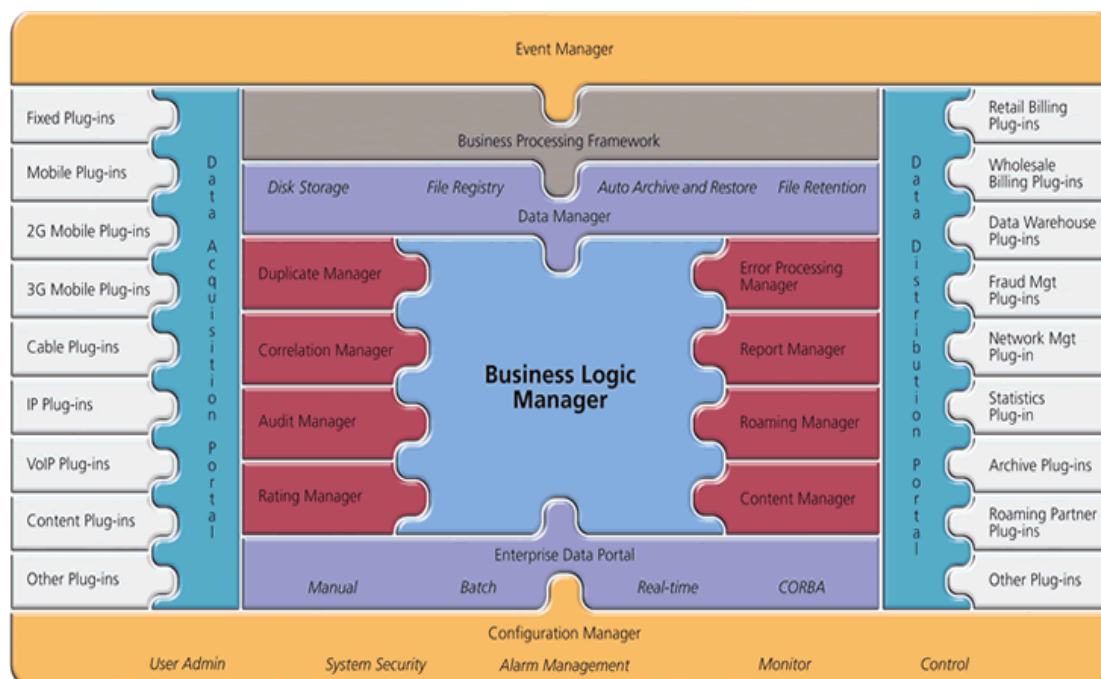 Event Manager
Fixed Plug-ins
Mobile Plug-ins
2G Mobile Plug-ins
3G Mobile Plug-ins
Cable Plug-ins
IP Plug-ins
VoIP Plug-ins
Content Plug-ins
Other Plug-ins
Data Acquisition Portal
Business Processing Framework
Disk Storage File Registry Auto Archive and Restore File Retention
Data Manager
Duplicate Manager
Correlation Manager
Audit Manager
Rating Manager
Business Logic
Manager
Error Processing
Manager
Report Manager
Roaming Manager
Content Manager
Enterprise Data Portal
Manual Batch Real-time CORBA
Data Distribution Portal
Retail Billing
Plug-ins
Wholesale
Billing Plug-ins
Data Warehouse
Plug-ins
Fraud Mgt
Plug-ins
Network Mgt
Plug-in
Statistics
Plug-in
Archive Plug-ins
Roaming Partner
Plug-ins
Other Plug-ins
Configuration Manager
User Admin System Security Alarm Management Monitor Control